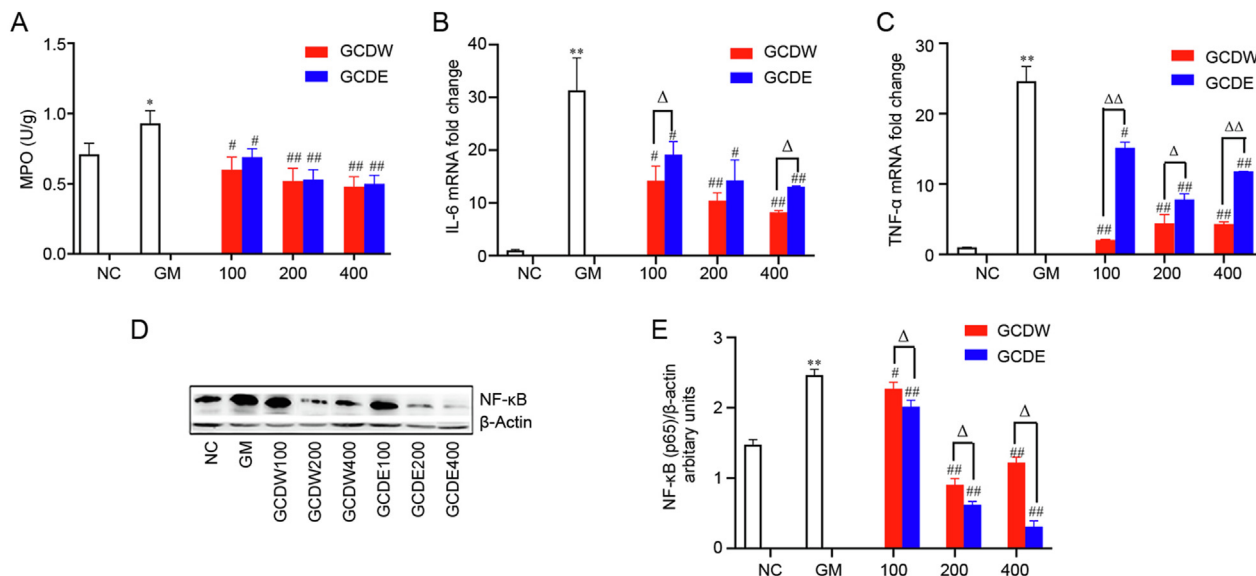 A
MPO (U/g)
1.5
1.0
0.5
0.0
GCDW
GCDE
*
# #
## ##
## ##
NC GM 100 200 400
B
IL-6 mRNA fold change
40
30
20
10
0
GCDW
GCDE
**
Δ
# #
## #
Δ
## ##
NC GM 100 200 400
C
TNF-α mRNA fold change
30
20
10
0
GCDW
GCDE
**
ΔΔ
## #
Δ
## ##
ΔΔ
## ##
NC GM 100 200 400
D
NF-κB
β-Actin
NC
GM
GCDW100
GCDW200
GCDW400
GCDE100
GCDE200
GCDE400
E
NF-κB (p65)/β-actin
arbitary units
3
2
1
0
GCDW
GCDE
**
Δ
# ##
Δ
## ##
Δ
## ##
NC GM 100 200 400